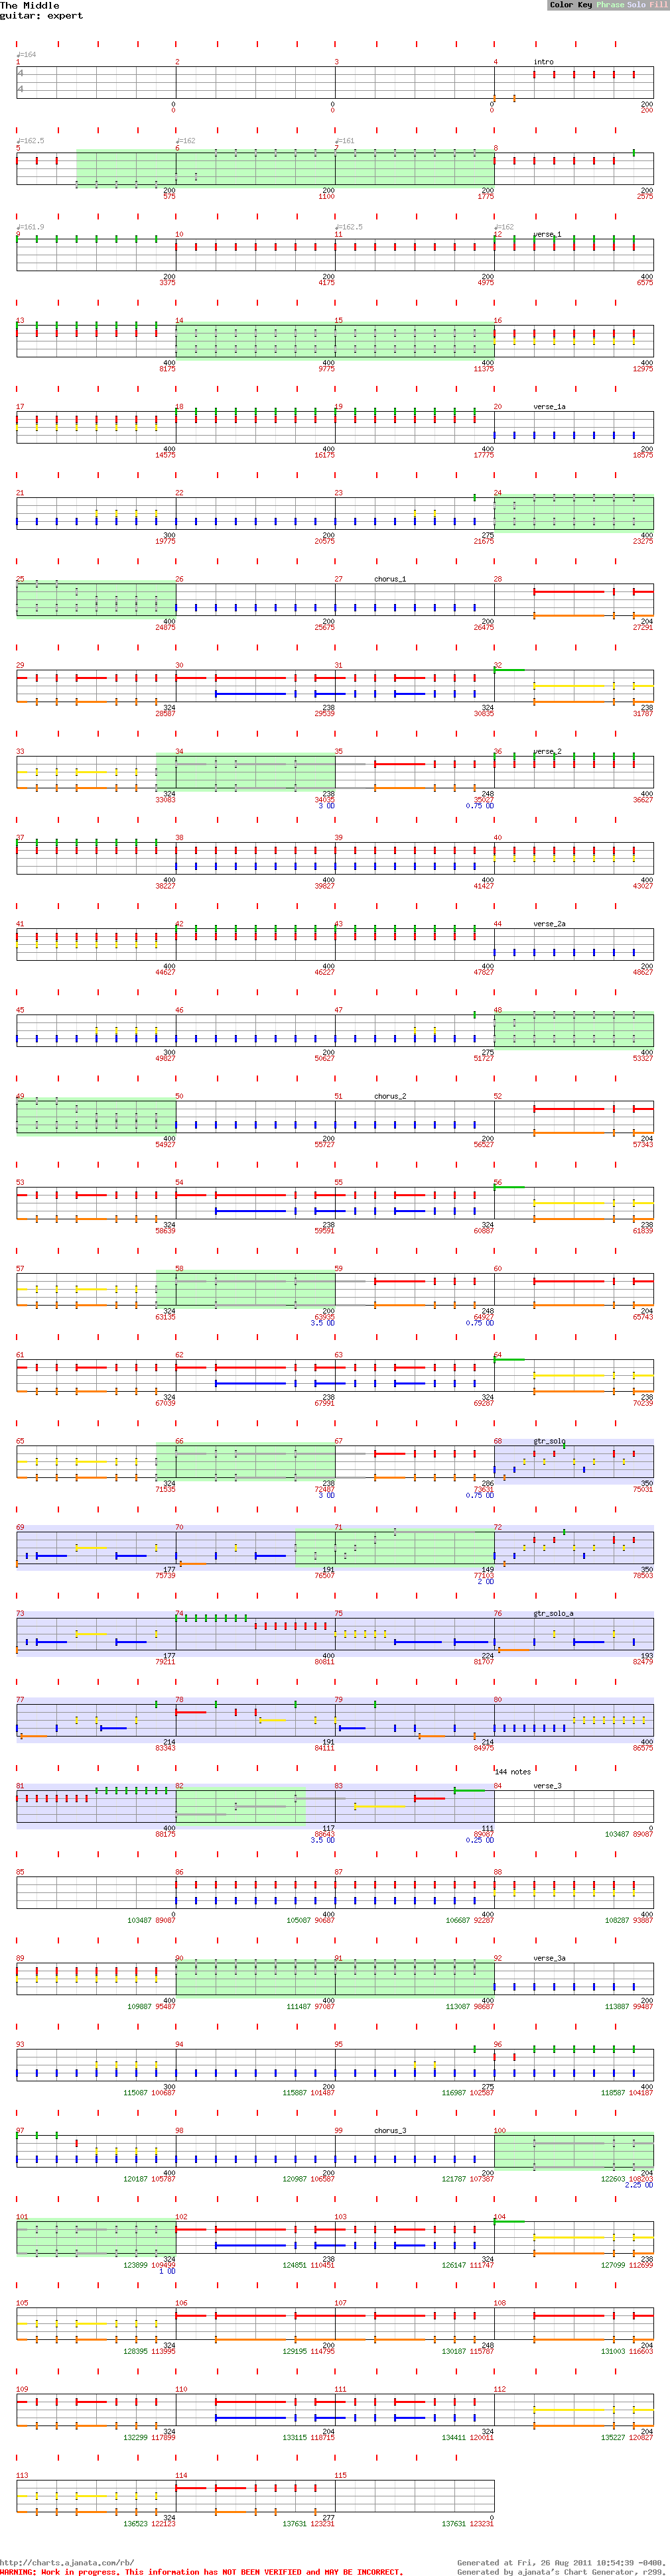 The Middle
guitar: expert
Color Key Phrase Solo Fill
♩=164
1 2 3 4 intro
4
4
0 0 0 200
0 0 0 200
♩=162.5 ♩=162 ♩=161
5 6 7 8
200 200 200 200
575 1100 1775 2575
♩=161.9 ♩=162.5 ♩=162
9 10 11 12 verse_1
200 200 200 400
3375 4175 4975 6575
13 14 15 16
400 400 400 400
8175 9775 11375 12975
17 18 19 20 verse_1a
400 400 400 200
14575 16175 17775 18575
21 22 23 24
300 200 275 400
19775 20575 21675 23275
25 26 27 chorus_1 28
400 200 200 204
24875 25675 26475 27291
29 30 31 32
324 238 324 238
28587 29539 30835 31787
33 34 35 36 verse_2
324 238 248 400
33083 34035 35027 36627
3 OD 0.75 OD
37 38 39 40
400 400 400 400
38227 39827 41427 43027
41 42 43 44 verse_2a
400 400 400 200
44627 46227 47827 48627
45 46 47 48
300 200 275 400
49827 50627 51727 53327
49 50 51 chorus_2 52
400 200 200 204
54927 55727 56527 57343
53 54 55 56
324 238 324 238
58639 59591 60887 61839
57 58 59 60
324 200 248 204
63135 63935 64927 65743
3.5 OD 0.75 OD
61 62 63 64
324 238 324 238
67039 67991 69287 70239
65 66 67 68 gtr_solo
324 238 286 350
71535 72487 73631 75031
3 OD 0.75 OD
69 70 71 72
177 191 149 350
75739 76507 77103 78503
2 OD
73 74 75 76 gtr_solo_a
177 400 224 193
79211 80811 81707 82479
77 78 79 80
214 191 214 400
83343 84111 84975 86575
144 notes
81 82 83 84 verse_3
400 117 111 0
88175 88643 89087 103487 89087
3.5 OD 0.25 OD
85 86 87 88
0 400 400 400
103487 89087 105087 90687 106687 92287 108287 93887
89 90 91 92 verse_3a
400 400 400 200
109887 95487 111487 97087 113087 98687 113887 99487
93 94 95 96
300 200 275 400
115087 100687 115887 101487 116987 102587 118587 104187
97 98 99 chorus_3 100
400 200 200 204
120187 105787 120987 106587 121787 107387 122603 108203
2.25 OD
101 102 103 104
324 238 324 238
123899 109499 124851 110451 126147 111747 127099 112699
1 OD
105 106 107 108
324 200 248 204
128395 113995 129195 114795 130187 115787 131003 116603
109 110 111 112
324 204 324 204
132299 117899 133115 118715 134411 120011 135227 120827
113 114 115
324 277 0
136523 122123 137631 123231 137631 123231
http://charts.ajanata.com/rb/ Generated at Fri, 26 Aug 2011 10:54:39 -0400.
WARNING: Work in progress. This information has NOT BEEN VERIFIED and MAY BE INCORRECT. Generated by ajanata's Chart Generator, r299.